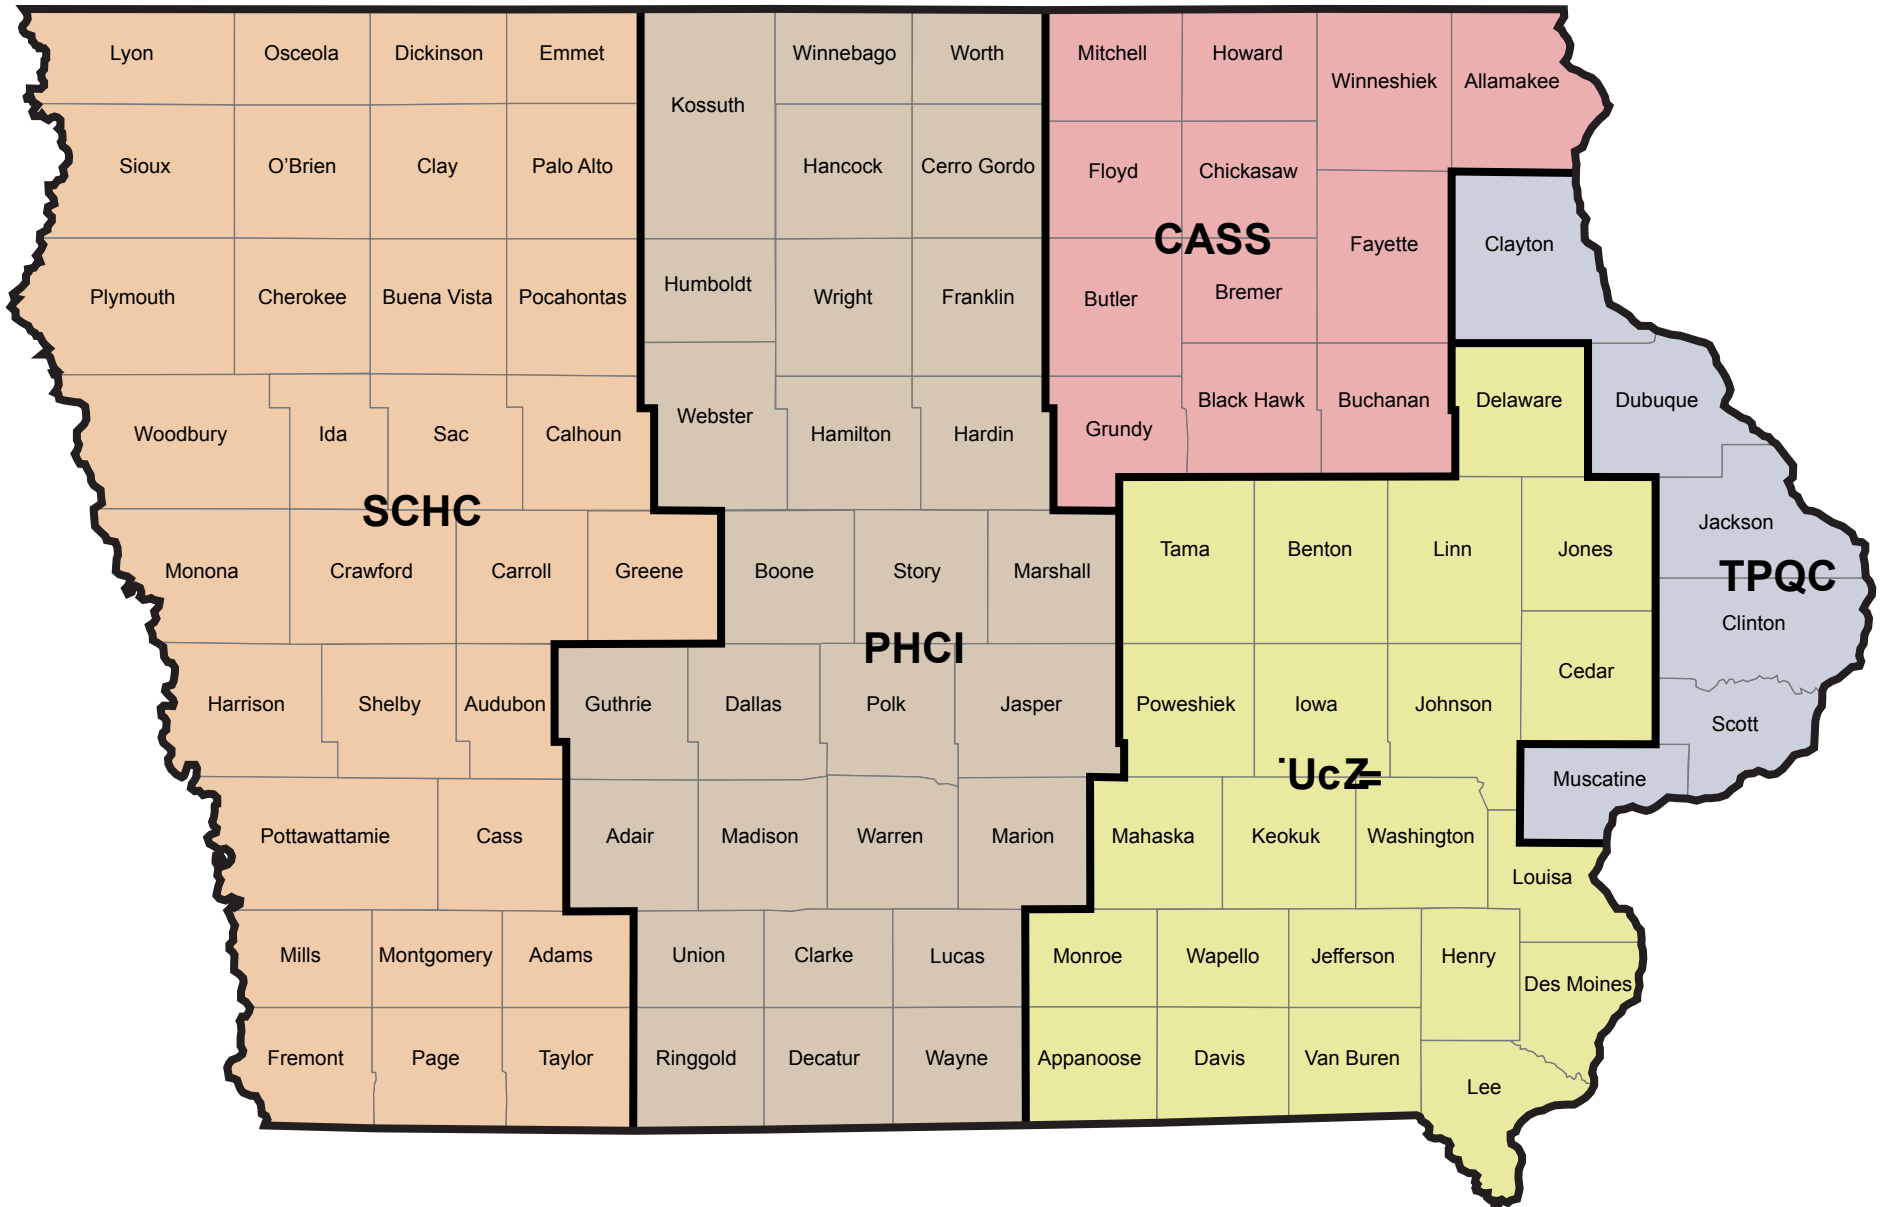 Lyon
Osceola
Dickinson
Emmet
Kossuth
Winnebago
Worth
Mitchell
Howard
Winneshiek
Allamakee
Sioux
O’Brien
Clay
Palo Alto
Hancock
Cerro Gordo
Floyd
Chickasaw
CASS
Fayette
Clayton
Plymouth
Cherokee
Buena Vista
Pocahontas
Humboldt
Wright
Franklin
Butler
Bremer
Woodbury
Ida
Sac
Calhoun
Webster
Hamilton
Hardin
Grundy
Black Hawk
Buchanan
Delaware
Dubuque
SCHC
Monona
Crawford
Carroll
Greene
Boone
Story
Marshall
Tama
Benton
Linn
Jones
Jackson
TPQC
Clinton
PHCI
Cedar
Harrison
Shelby
Audubon
Guthrie
Dallas
Polk
Jasper
Poweshiek
Iowa
Johnson
Scott
˙UcZ=
Muscatine
Pottawattamie
Cass
Adair
Madison
Warren
Marion
Mahaska
Keokuk
Washington
Louisa
Mills
Montgomery
Adams
Union
Clarke
Lucas
Monroe
Wapello
Jefferson
Henry
Des Moines
Fremont
Page
Taylor
Ringgold
Decatur
Wayne
Appanoose
Davis
Van Buren
Lee